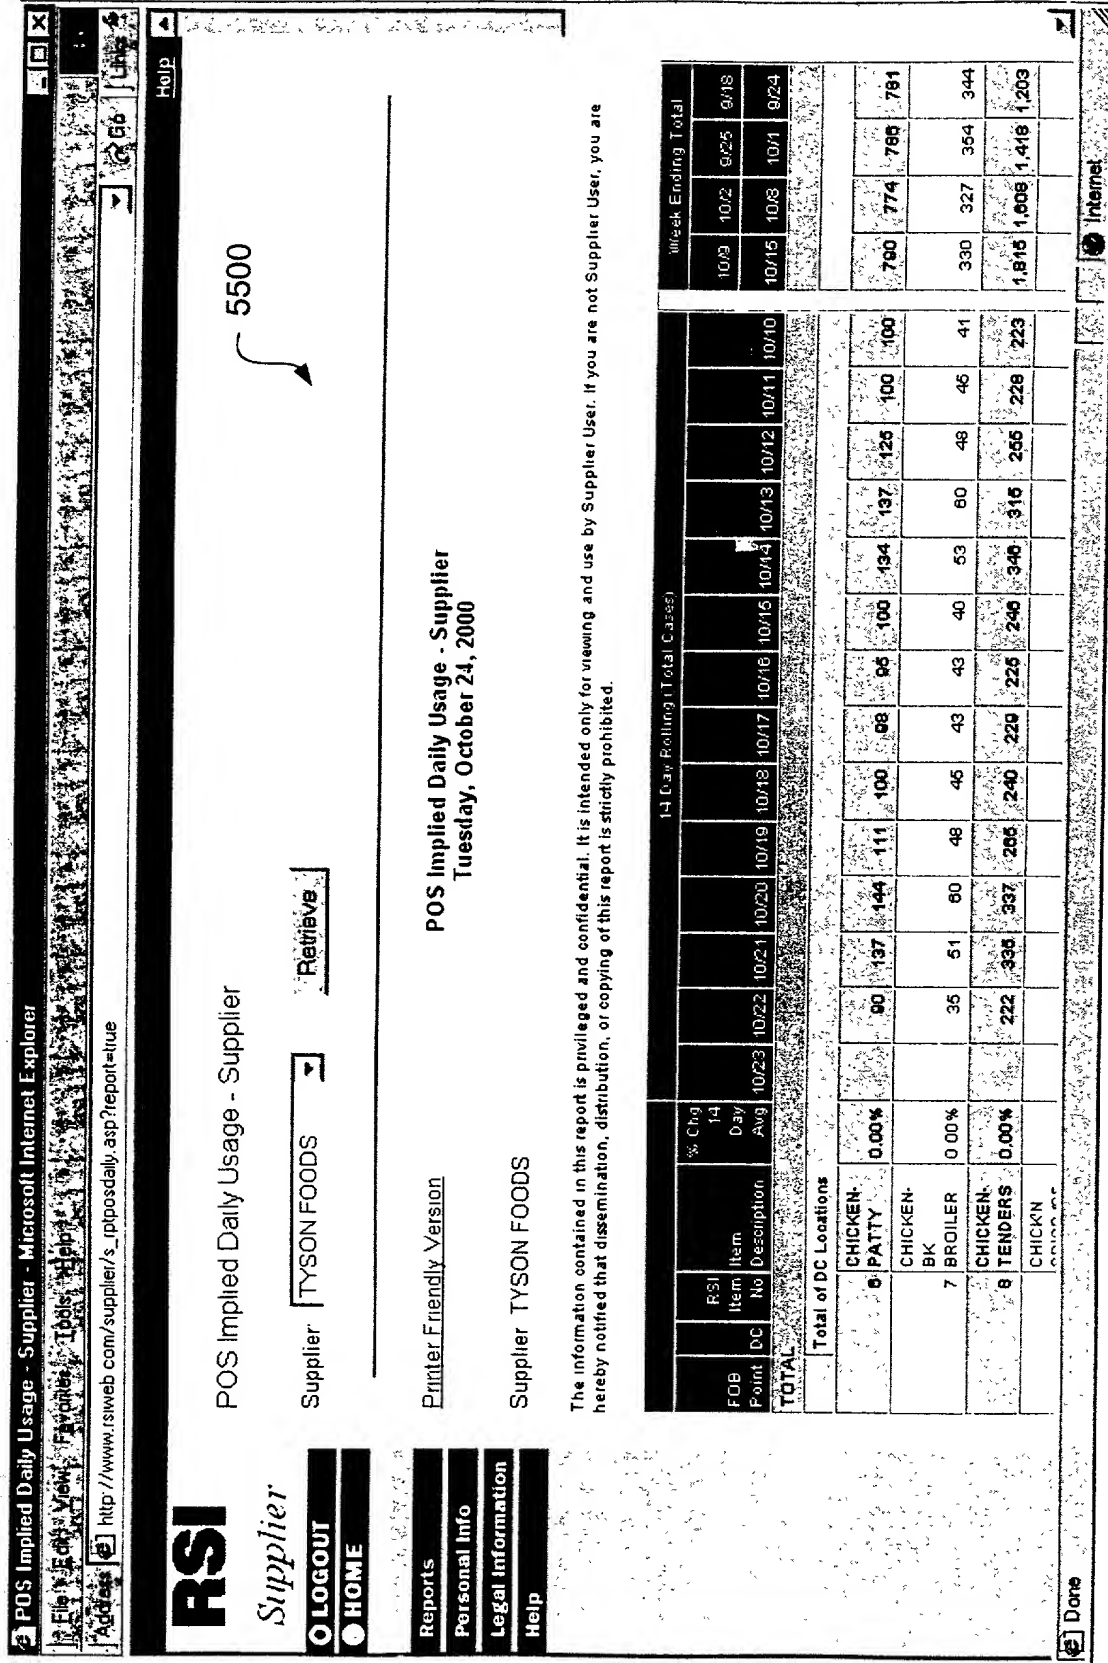 POS Implied Daily Usage - Supplier - Microsoft Internet Explorer
File Edit View Favorites Tools Help
Address http://www.rsiweb.com/supplier/s_rptposdaily.asp?report=true Go Links
Help
RSI
Supplier
LOGOUT
HOME
Reports
Personal Info
Legal Information
Help
POS Implied Daily Usage - Supplier
Supplier: TYSON FOODS Retrieve
5500
Printer Friendly Version
POS Implied Daily Usage - Supplier
Tuesday, October 24, 2000
Supplier TYSON FOODS
The information contained in this report is privileged and confidential. It is intended only for viewing and use by Supplier User. If you are not Supplier User, you are
hereby notified that dissemination, distribution, or copying of this report is strictly prohibited.
14 Day Rolling (Total Cases) Week Ending Total
% Chg
RSI 14 10/9 10/2 9/25 9/18
FOB Item Item Day
Point DC No Description Avg 10/23 10/22 10/21 10/20 10/19 10/18 10/17 10/16 10/15 10/14 10/13 10/12 10/11 10/10 10/15 10/8 10/1 9/24
TOTAL
Total of DC Locations
CHICKEN-
6 PATTY 0.00% 90 137 144 111 100 98 95 100 134 137 125 100 100 790 774 786 781
CHICKEN-
BK
7 BROILER 0.00% 35 51 60 48 45 43 43 40 53 60 48 45 41 330 327 354 344
CHICKEN-
8 TENDERS 0.00% 222 335 337 265 240 229 225 246 346 315 255 228 223 1,815 1,608 1,418 1,203
CHICKN
Done Internet